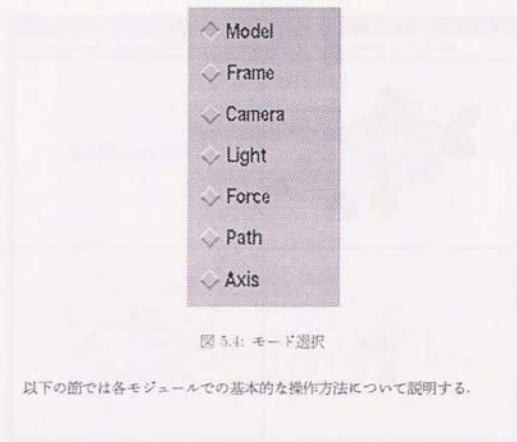 Model
Frame
Camera
Light
Force
Path
Axis
図 5.4: モード選択
以下の節では各モジュールでの基本的な操作方法について説明する.